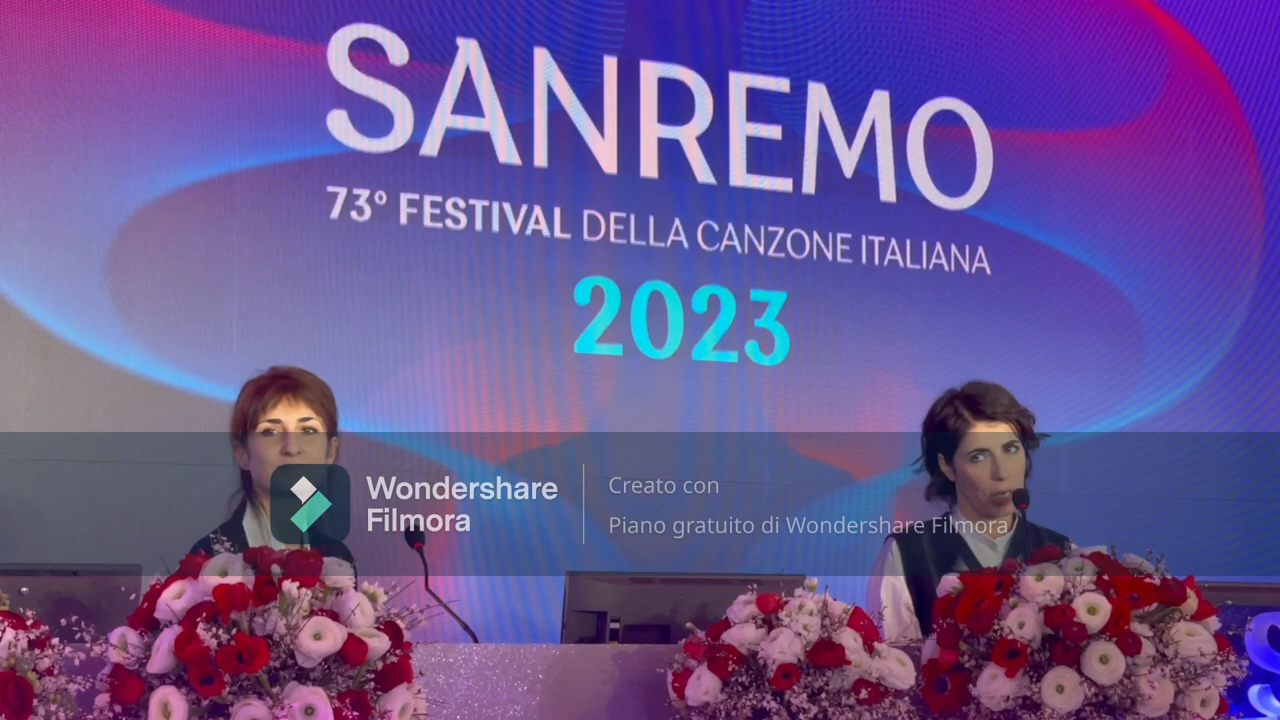 SANREMO
73° FESTIVAL DELLA CANZONE ITALIANA
2023
Wondershare
Filmora
Creato con
Piano gratuito di Wondershare Filmora